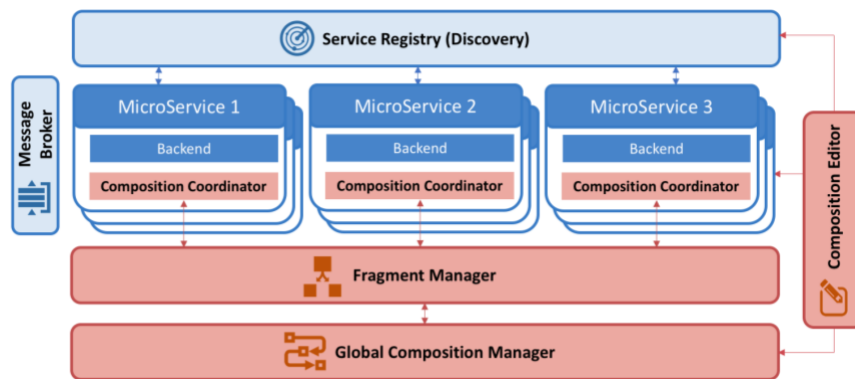 Service Registry (Discovery)
Message
Broker
MicroService 1
Backend
Composition Coordinator
MicroService 2
Backend
Composition Coordinator
MicroService 3
Backend
Composition Coordinator
Composition Editor
Fragment Manager
Global Composition Manager